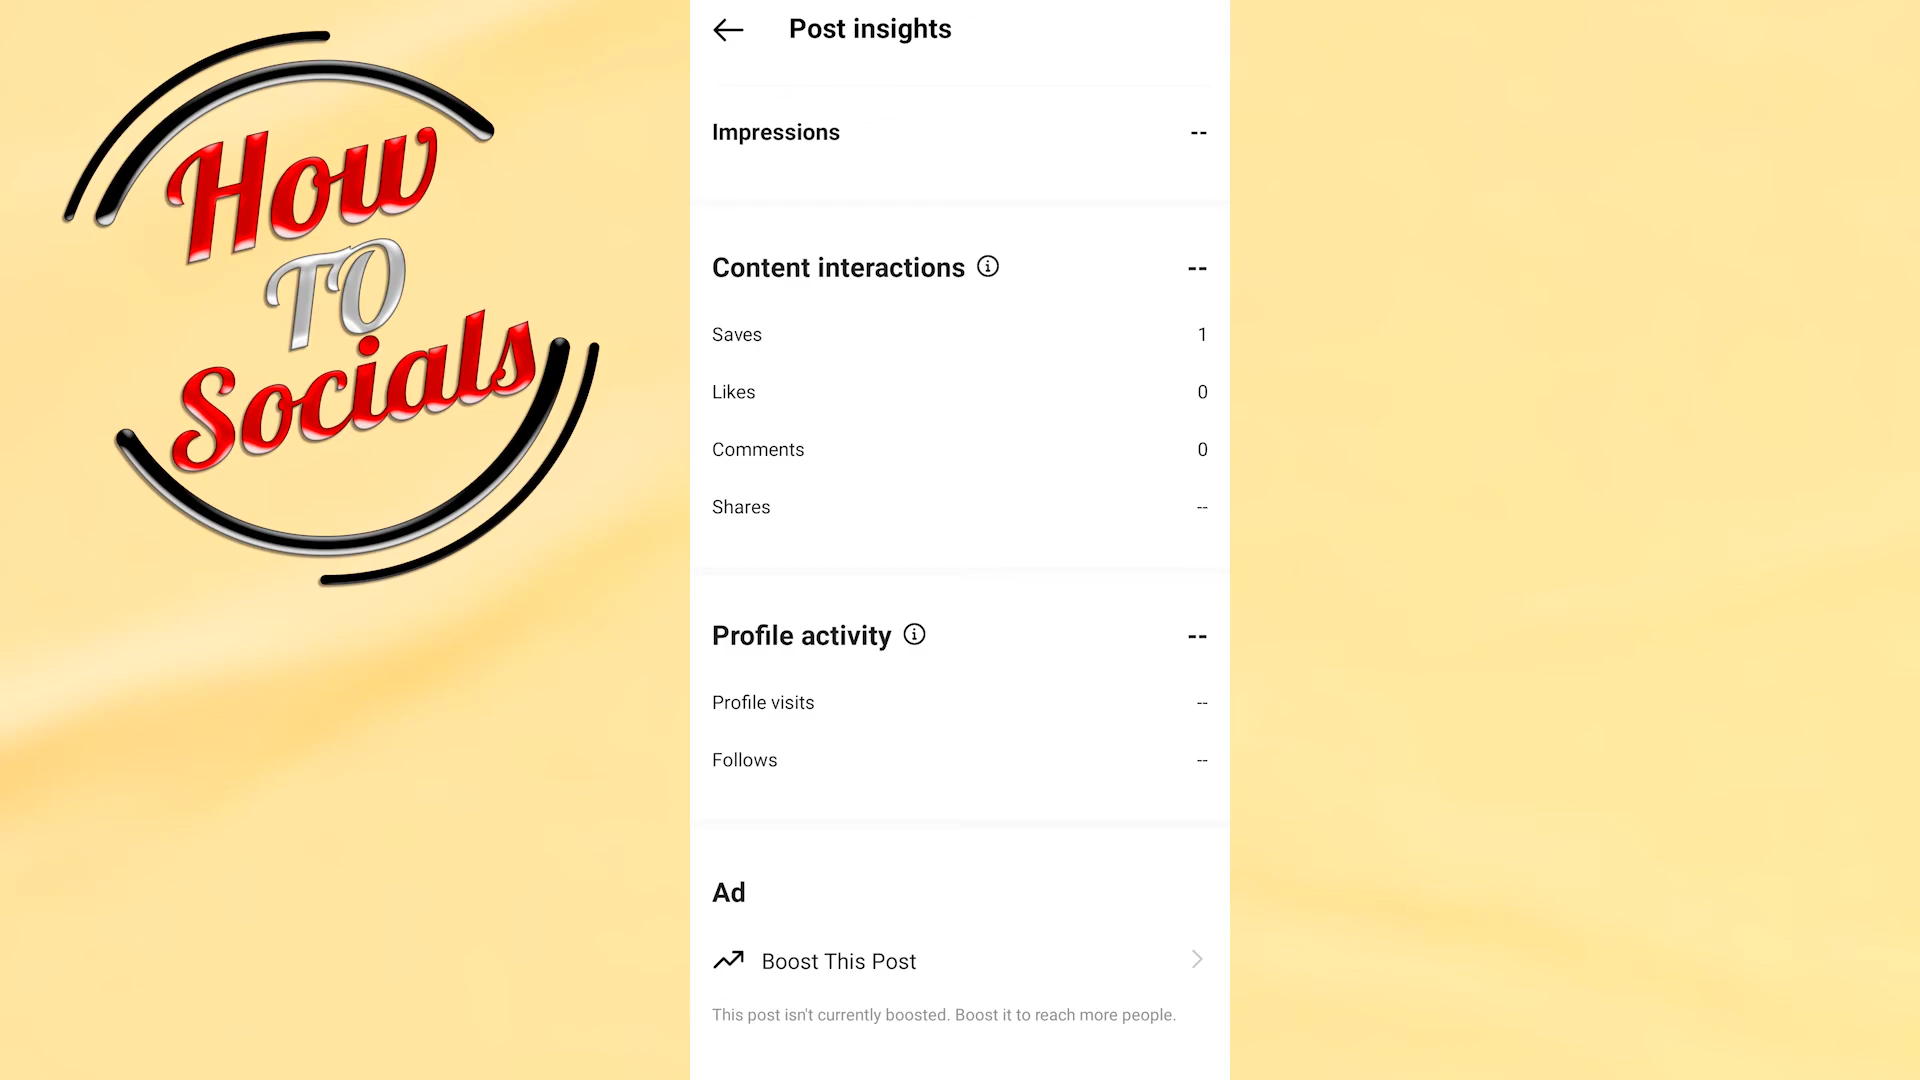 How
TO
Socials
Post insights
Impressions --
Content interactions --
Saves 1
Likes 0
Comments 0
Shares --
Profile activity --
Profile visits --
Follows --
Ad
Boost This Post
This post isn't currently boosted. Boost it to reach more people.